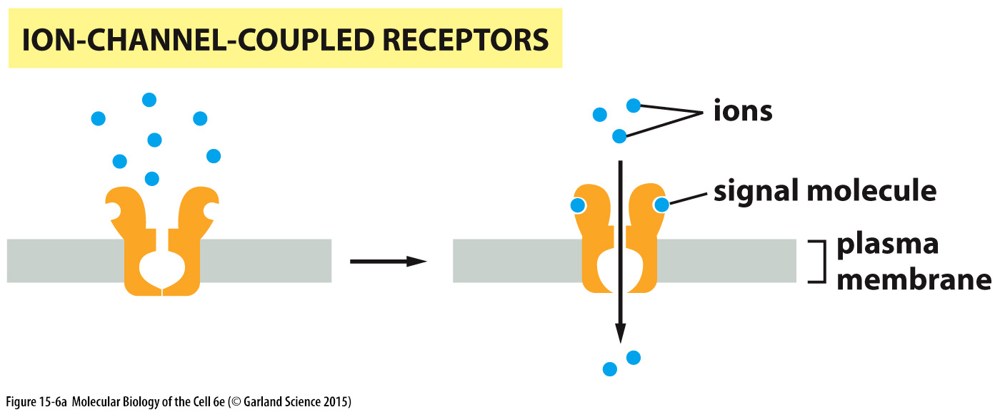 ION-CHANNEL-COUPLED RECEPTORS
ions
signal molecule
plasma
membrane
Figure 15-6a Molecular Biology of the Cell 6e (© Garland Science 2015)